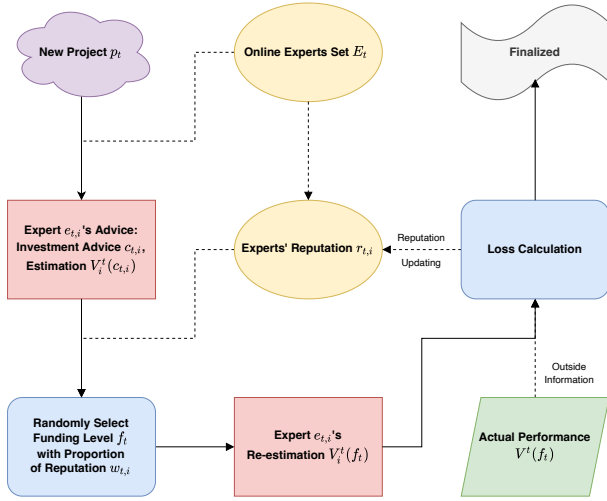 New Project $p_t$
Online Experts Set $E_t$
Finalized
Expert $e_{t,i}$'s Advice:
Investment Advice $c_{t,i}$,
Estimation $V_i^t(c_{t,i})$
Experts' Reputation $r_{t,i}$
Reputation
Updating
Loss Calculation
Outside
Information
Randomly Select
Funding Level $f_t$
with Proportion
of Reputation $w_{t,i}$
Expert $e_{t,i}$'s
Re-estimation $V_i^t(f_t)$
Actual Performance
$V^t(f_t)$